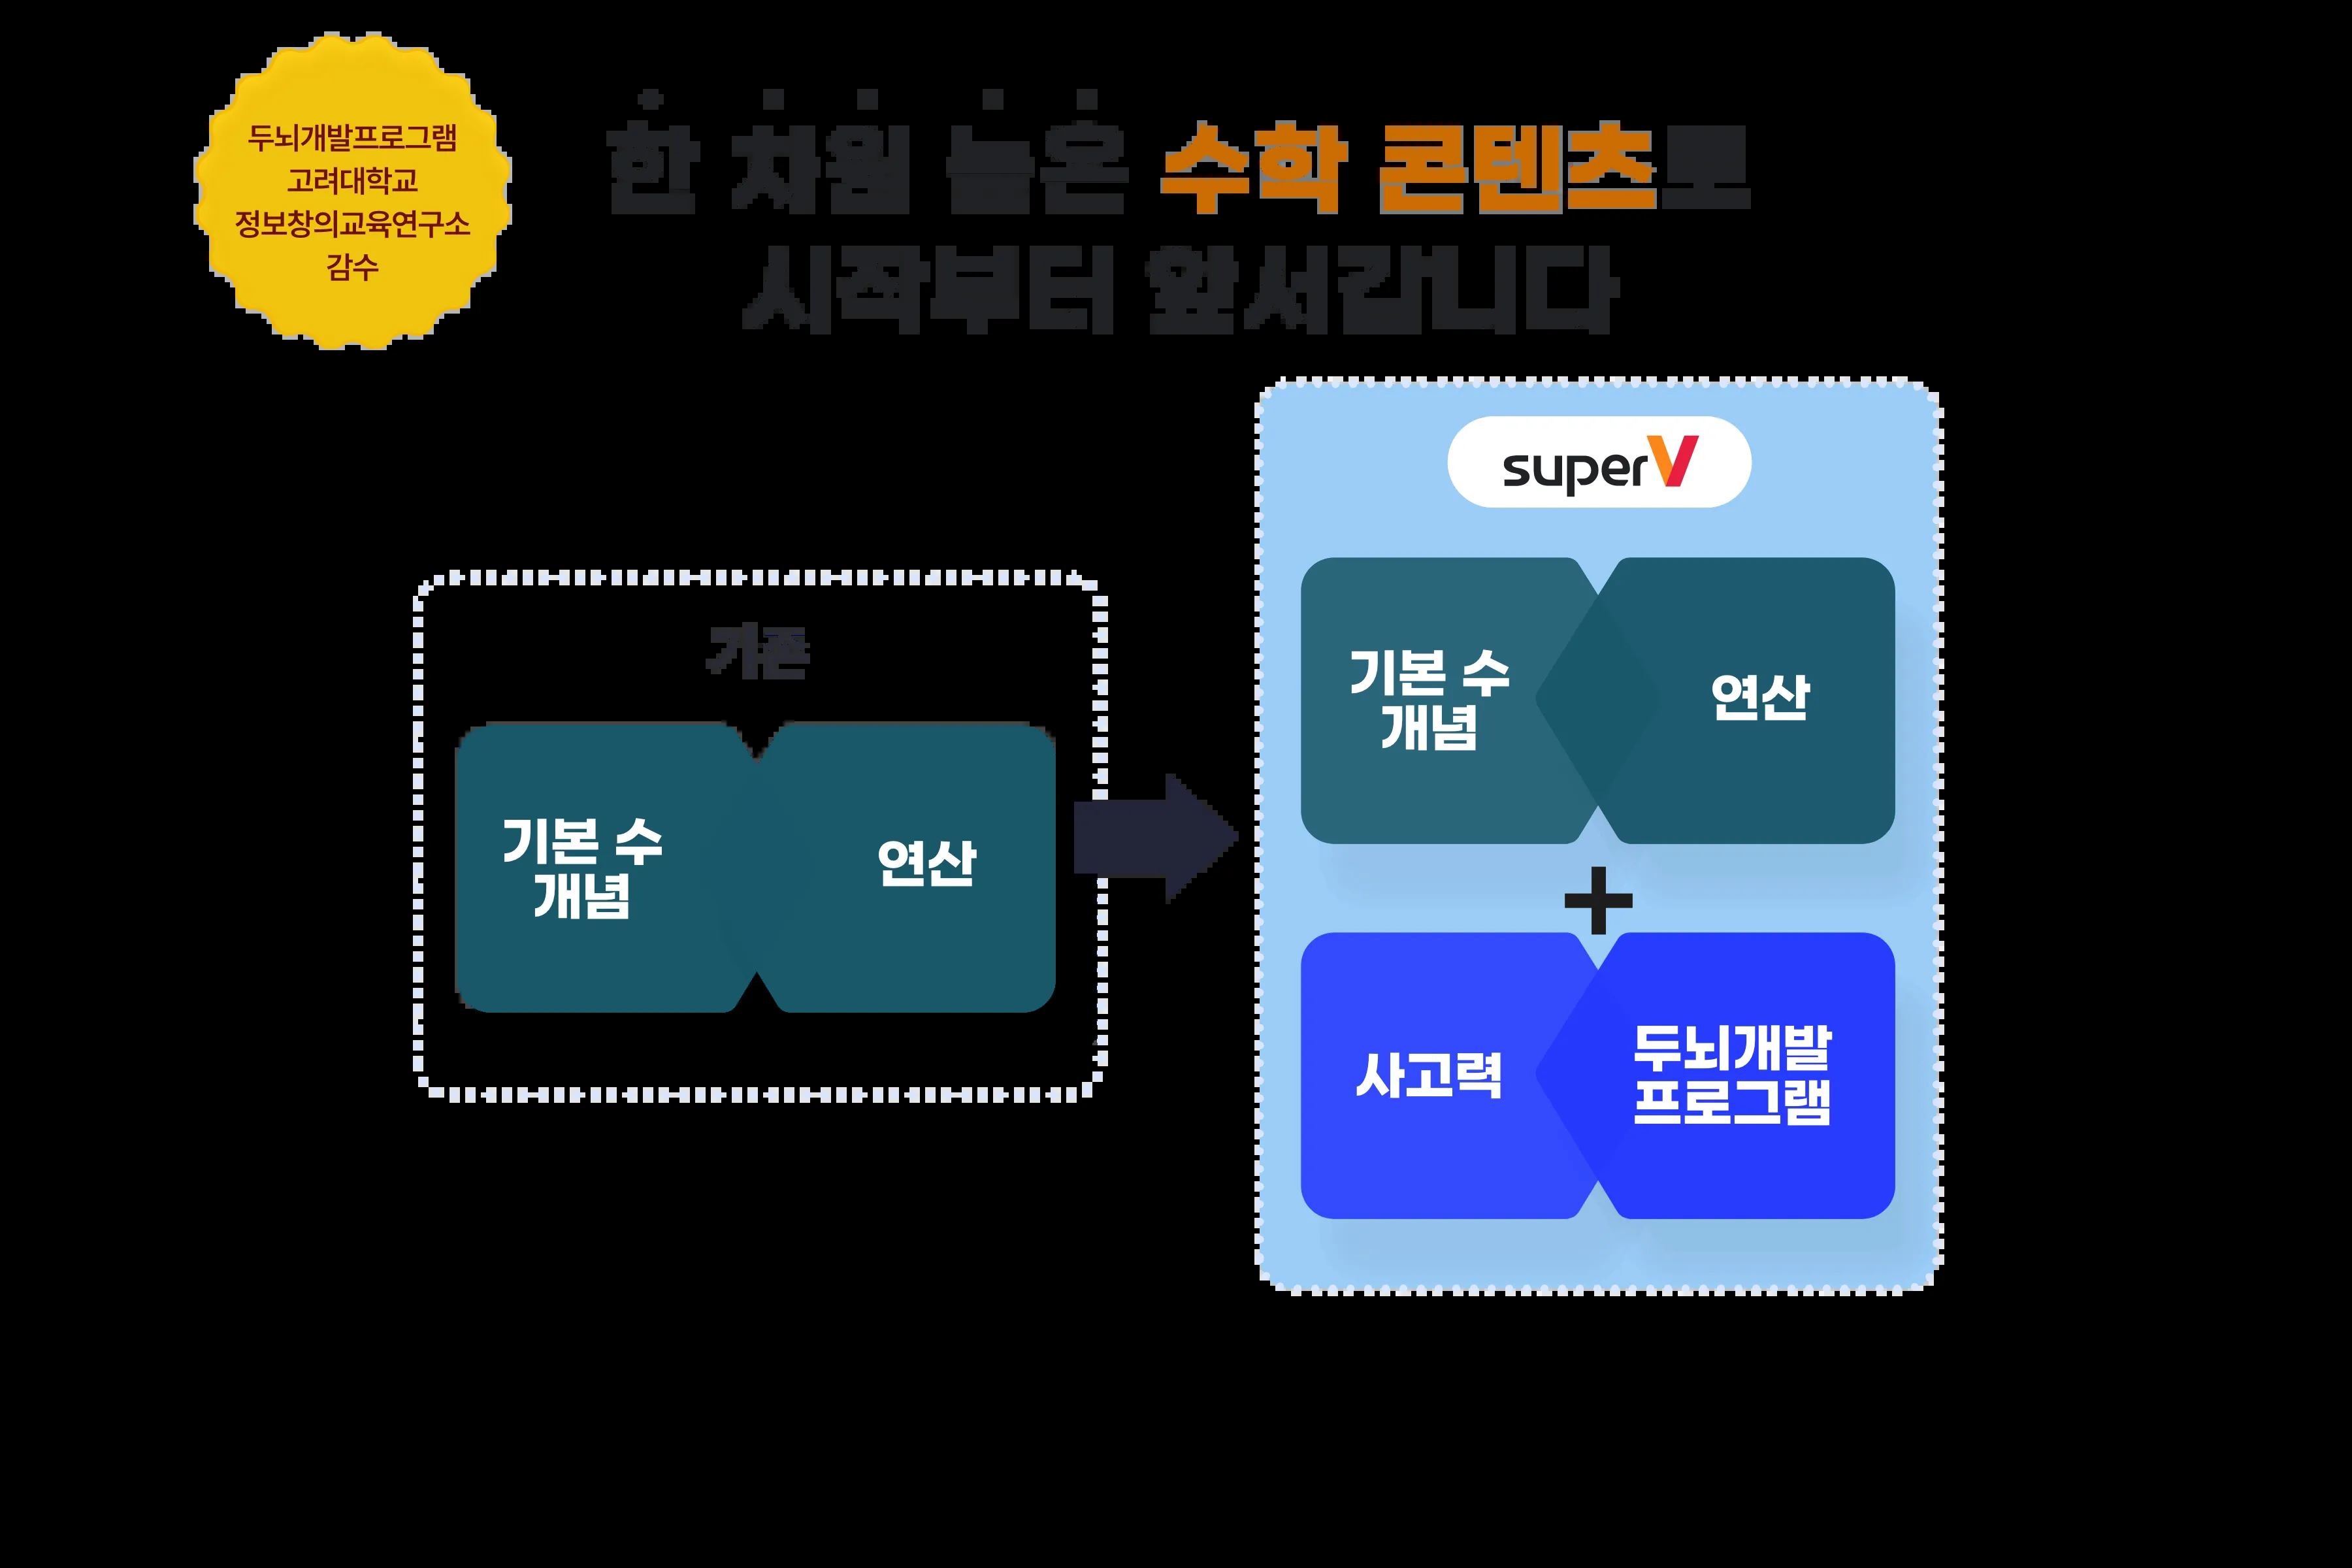 두뇌개발프로그램
고려대학교
정보창의교육연구소
감수
한 차원 높은 수학 콘텐츠로
시작부터 앞서갑니다
기존
기본 수
개념
연산
superV
기본 수
개념
연산
+
사고력
두뇌개발
프로그램